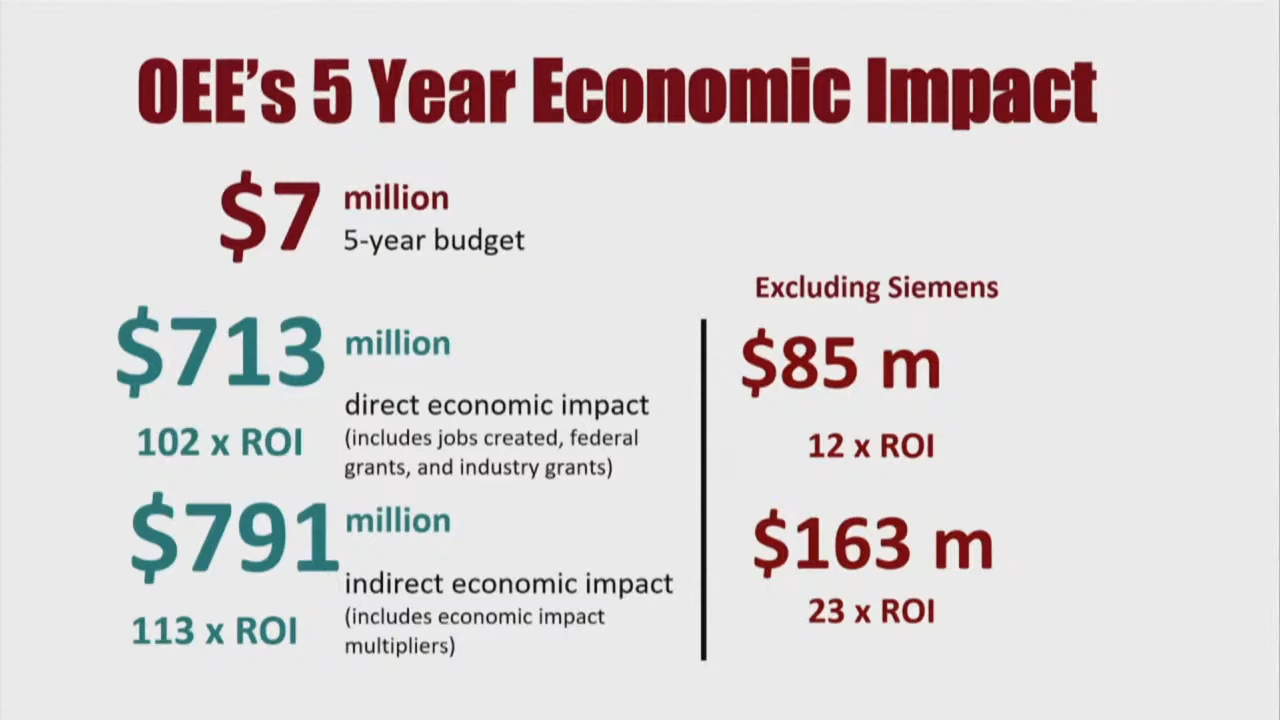 OEE's 5 Year Economic Impact
$7 million
5-year budget
$713 million
direct economic impact
(includes jobs created, federal
grants, and industry grants)
102 x ROI
$791 million
indirect economic impact
(includes economic impact
multipliers)
113 x ROI
Excluding Siemens
$85 m
12 x ROI
$163 m
23 x ROI